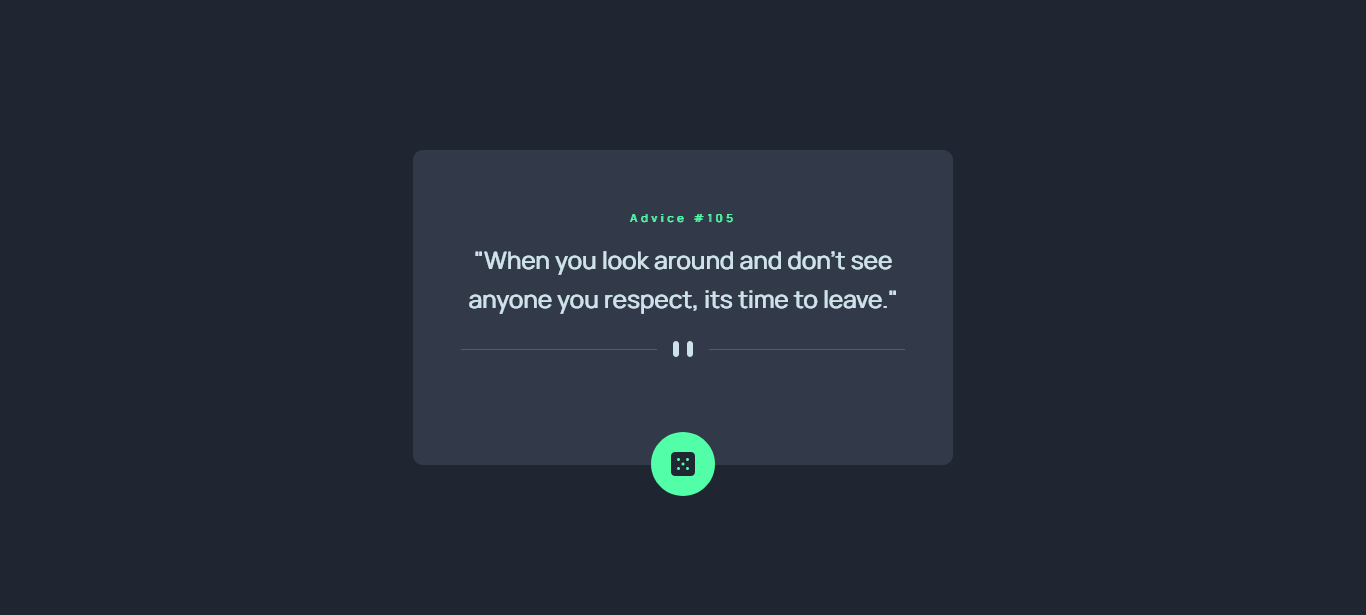 Advice #105
"When you look around and don't see
anyone you respect, its time to leave."